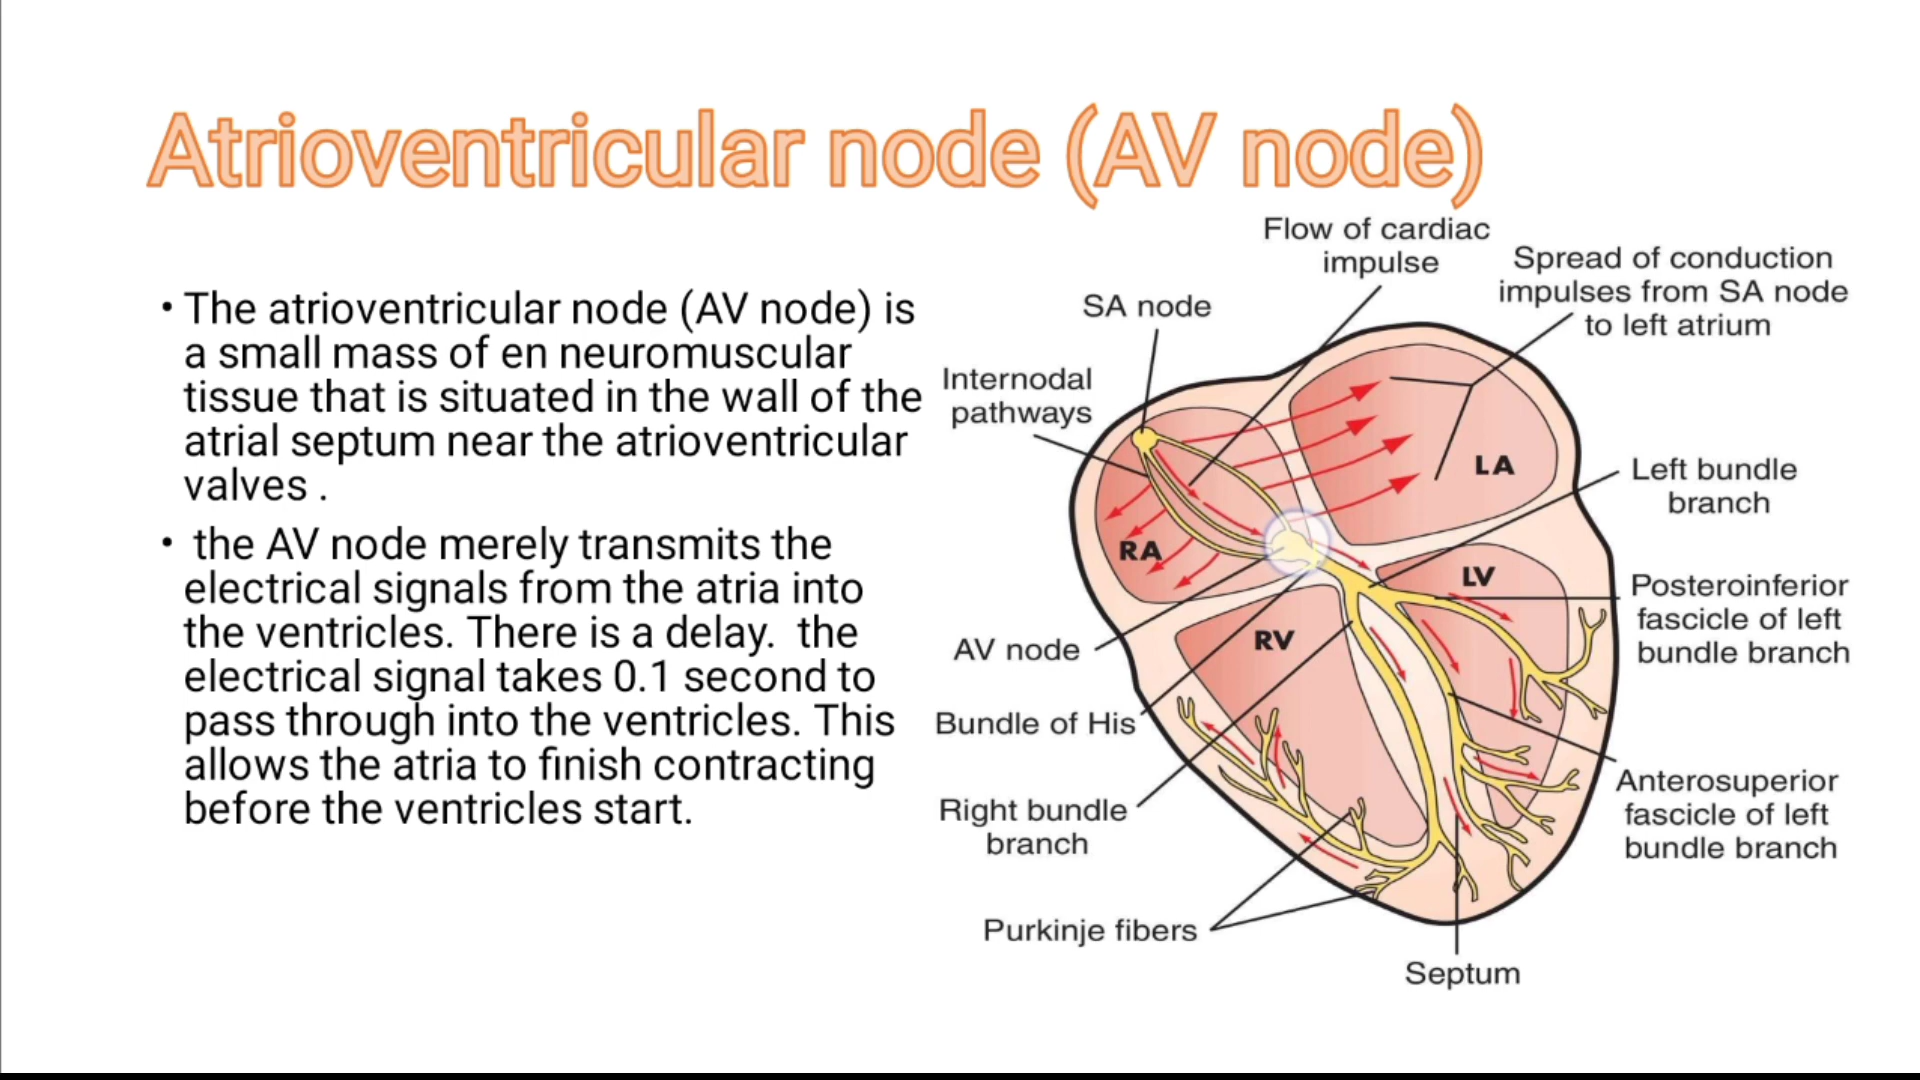 Atrioventricular node (AV node)
• The atrioventricular node (AV node) is
a small mass of en neuromuscular
tissue that is situated in the wall of the
atrial septum near the atrioventricular
valves .
• the AV node merely transmits the
electrical signals from the atria into
the ventricles. There is a delay.  the
electrical signal takes 0.1 second to
pass through into the ventricles. This
allows the atria to finish contracting
before the ventricles start.
Flow of cardiac
impulse
Spread of conduction
impulses from SA node
to left atrium
SA node
Internodal
pathways
LA
Left bundle
branch
RA
LV
Posteroinferior
fascicle of left
bundle branch
AV node
RV
Bundle of His
Right bundle
branch
Anterosuperior
fascicle of left
bundle branch
Purkinje fibers
Septum